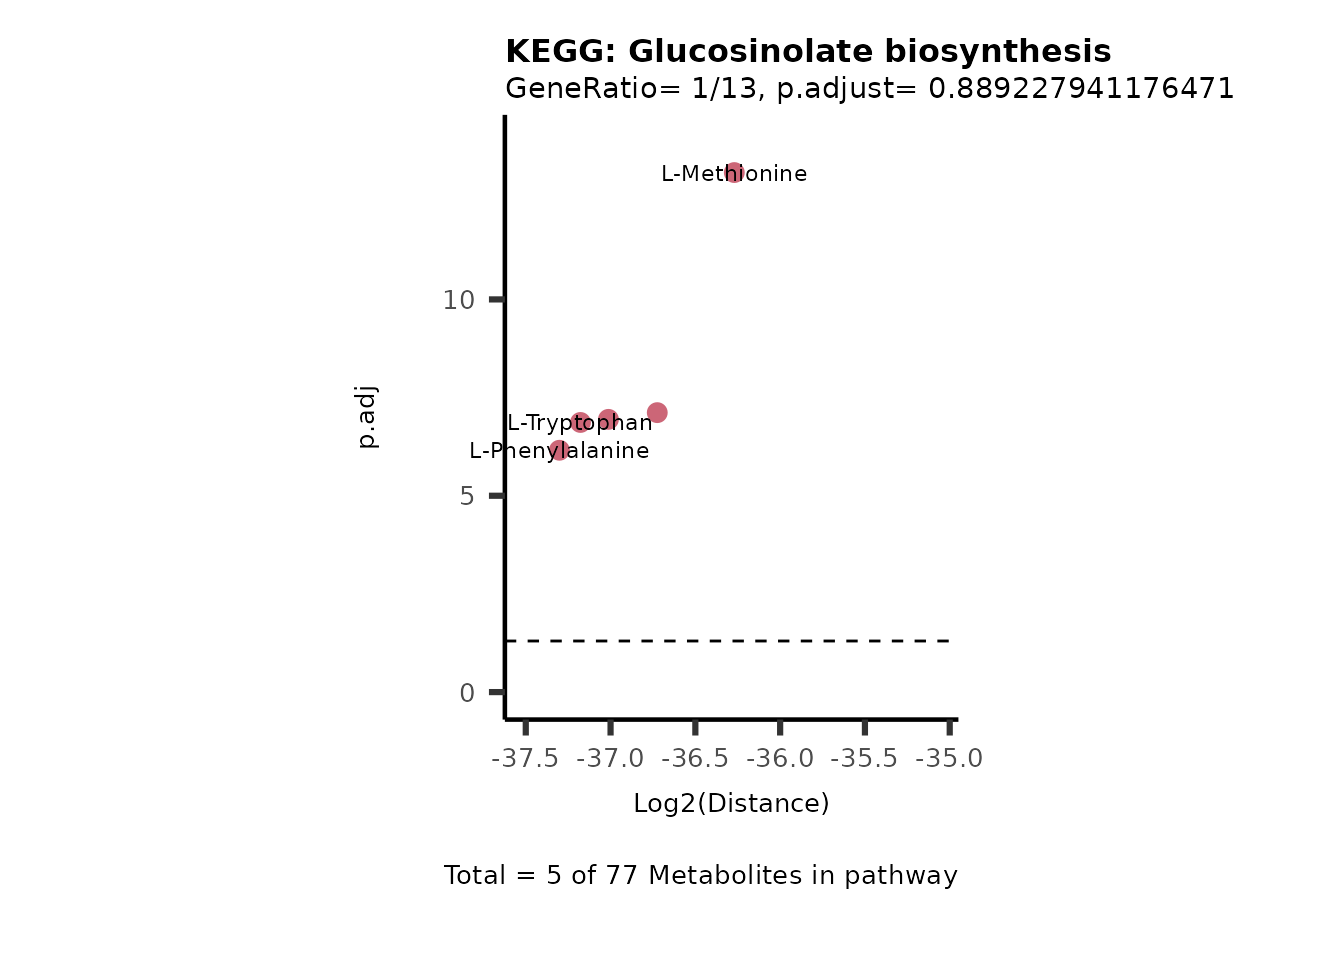 KEGG: Glucosinolate biosynthesis
GeneRatio= 1/13, p.adjust= 0.889227941176471
L-Methionine
10
p.adj
L-Tryptophan
L-Phenylalanine
5
0
-37.5 -37.0 -36.5 -36.0 -35.5 -35.0
Log2(Distance)
Total = 5 of 77 Metabolites in pathway